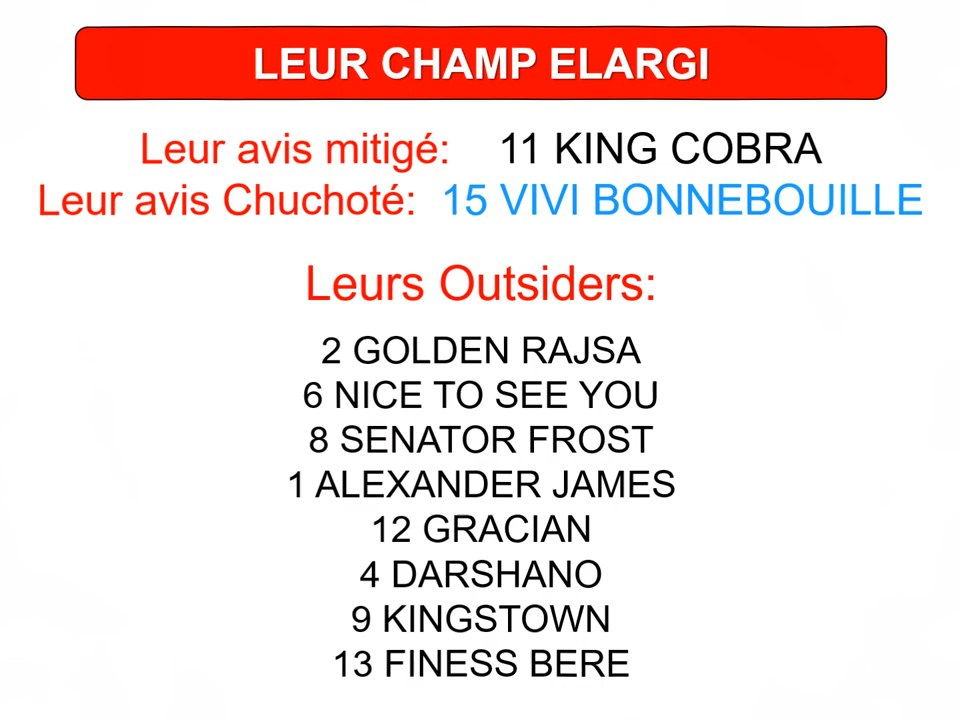 LEUR CHAMP ELARGI
Leur avis mitigé: 11 KING COBRA
Leur avis Chuchoté: 15 VIVI BONNEBOUILLE
Leurs Outsiders:
2 GOLDEN RAJSA
6 NICE TO SEE YOU
8 SENATOR FROST
1 ALEXANDER JAMES
12 GRACIAN
4 DARSHANO
9 KINGSTOWN
13 FINESS BERE